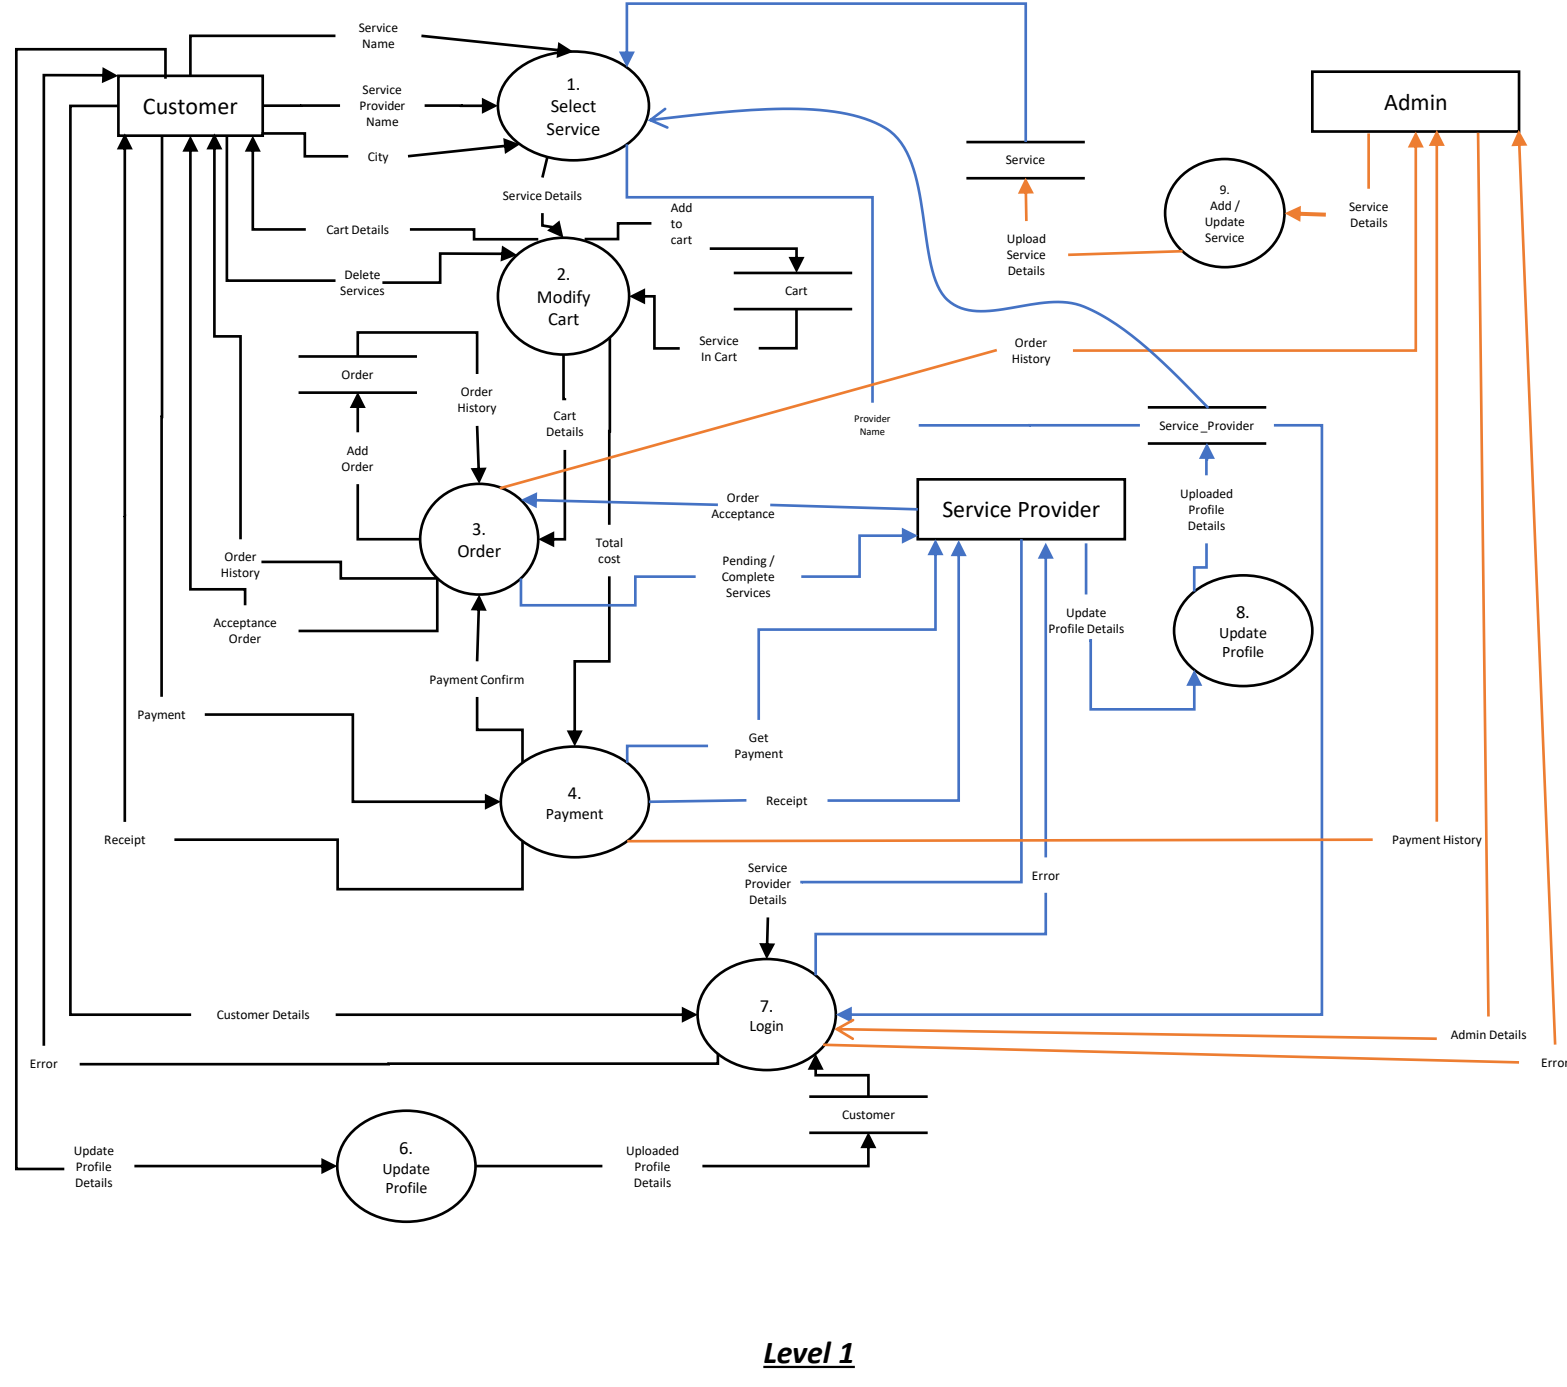 Service
Name
Customer
Service
Provider
Name
City
1.
Select
Service
Admin
Service
9.
Add /
Update
Service
Service
Details
Service Details
Add
to
cart
Cart Details
Upload
Service
Details
Delete
Services
2.
Modify
Cart
Cart
Service
In Cart
Order
History
Order
Order
History
Cart
Details
Provider
Name
Service_Provider
Add
Order
Order
Acceptance
Service Provider
Uploaded
Profile
Details
3.
Order
Total
cost
Order
History
Pending /
Complete
Services
Acceptance
Order
Update
Profile Details
8.
Update
Profile
Payment Confirm
Payment
Get
Payment
4.
Payment
Receipt
Receipt
Payment History
Service
Provider
Details
Error
Customer Details
7.
Login
Admin Details
Error
Error
Customer
Update
Profile
Details
6.
Update
Profile
Uploaded
Profile
Details
Level 1